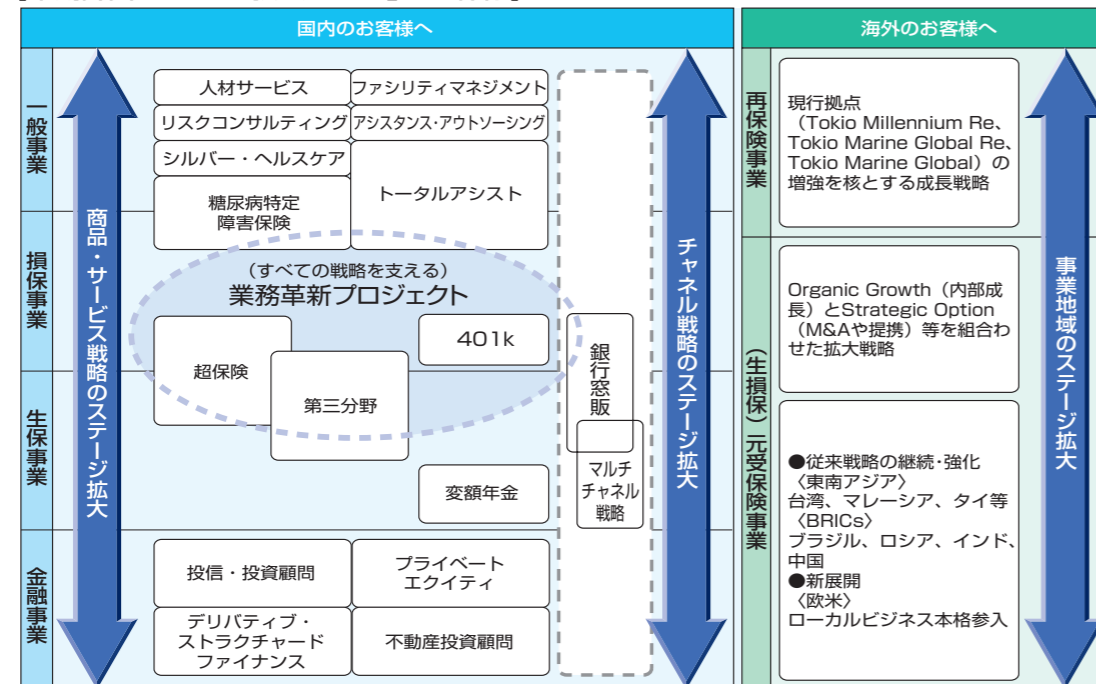 国内のお客様へ
一般事業
損保事業
生保事業
金融事業
商品・サービス戦略のステージ拡大
人材サービス
ファシリティマネジメント
リスクコンサルティング
アシスタンス・アウトソーシング
シルバー・ヘルスケア
トータルアシスト
糖尿病特定
障害保険
(すべての戦略を支える)
業務革新プロジェクト
401k
超保険
第三分野
変額年金
投信・投資顧問
プライベート
エクイティ
デリバティブ・
ストラクチャード
ファイナンス
不動産投資顧問
銀行窓販
マルチ
チャネル
戦略
チャネル戦略のステージ拡大
海外のお客様へ
再保険事業
現行拠点
(Tokio Millennium Re、
Tokio Marine Global Re、
Tokio Marine Global)の
増強を核とする成長戦略
(生損保)元受保険事業
Organic Growth(内部成
長)とStrategic Option
(M&Aや提携)等を組合わ
せた拡大戦略
●従来戦略の継続・強化
〈東南アジア〉
台湾、マレーシア、タイ等
〈BRICs〉
ブラジル、ロシア、インド、
中国
●新展開
〈欧米〉
ローカルビジネス本格参入
事業地域のステージ拡大